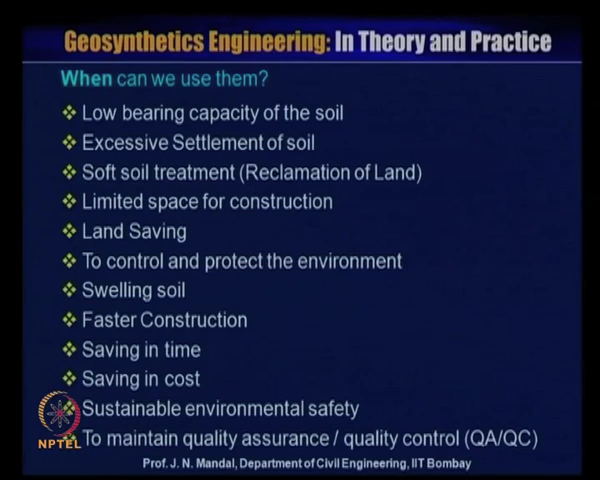 Geosynthetics Engineering: In Theory and Practice
When can we use them?
Low bearing capacity of the soil
Excessive Settlement of soil
Soft soil treatment (Reclamation of Land)
Limited space for construction
Land Saving
To control and protect the environment
Swelling soil
Faster Construction
Saving in time
Saving in cost
Sustainable environmental safety
To maintain quality assurance / quality control (QA/QC)
NPTEL
Prof. J. N. Mandal, Department of Civil Engineering, IIT Bombay